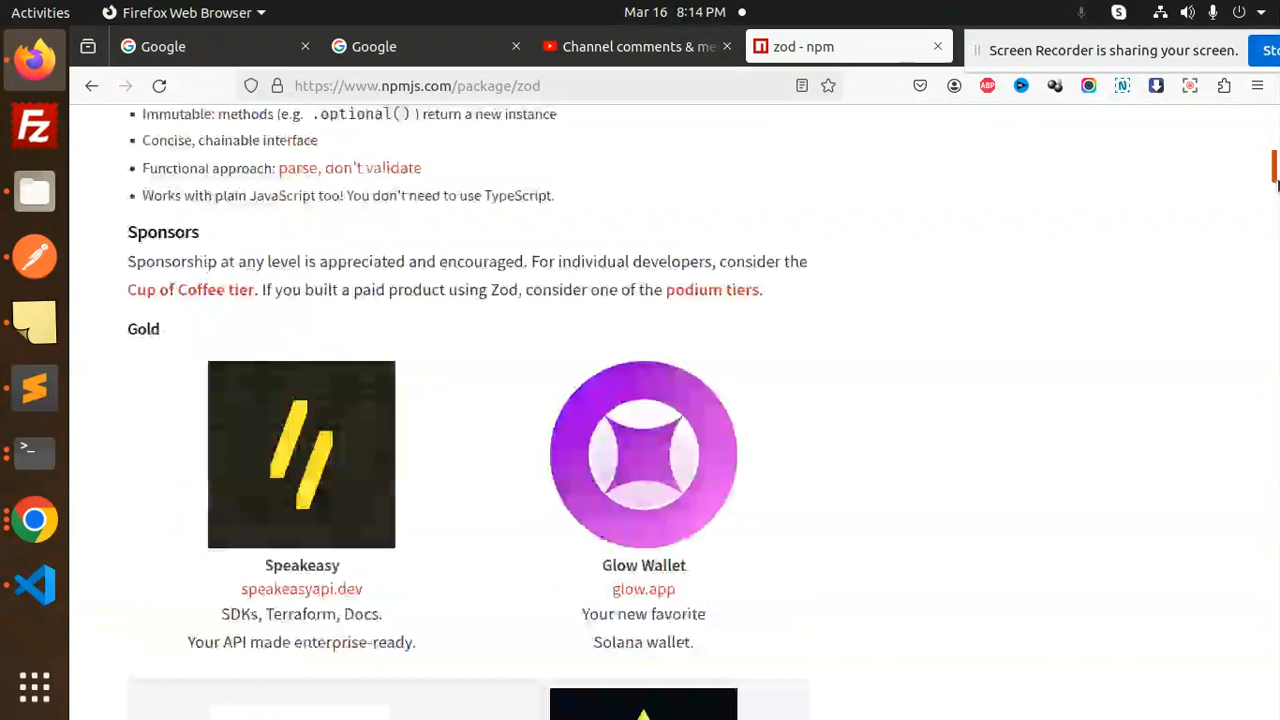 Activities
Firefox Web Browser
Mar 16 8:14 PM
Google
Google
Channel comments & me
zod - npm
Screen Recorder is sharing your screen.
Sto
https://www.npmjs.com/package/zod
Immutable: methods (e.g. .optional()) return a new instance
Concise, chainable interface
Functional approach: parse, don't validate
Works with plain JavaScript too! You don't need to use TypeScript.
Sponsors
Sponsorship at any level is appreciated and encouraged. For individual developers, consider the
Cup of Coffee tier. If you built a paid product using Zod, consider one of the podium tiers.
Gold
Speakeasy
speakeasyapi.dev
SDKs, Terraform, Docs.
Your API made enterprise-ready.
Glow Wallet
glow.app
Your new favorite
Solana wallet.